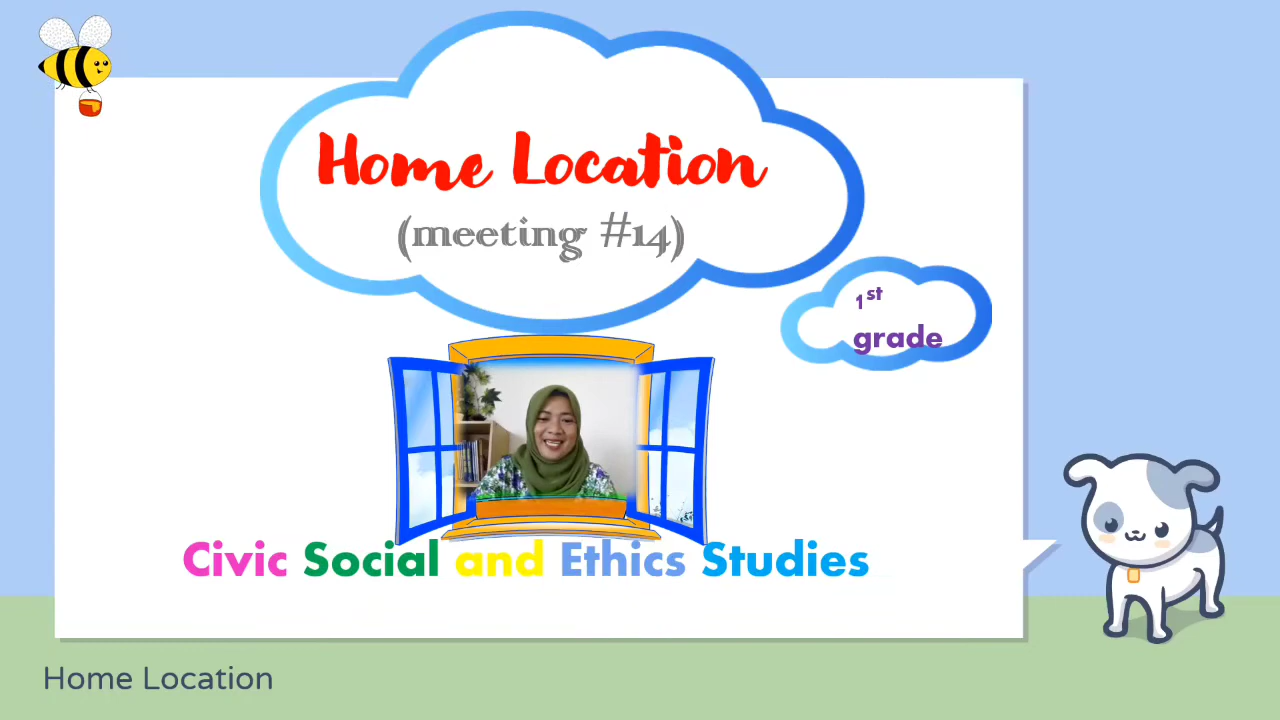 Home Location
(meeting #14)
1st
grade
Civic Social and Ethics Studies
Home Location